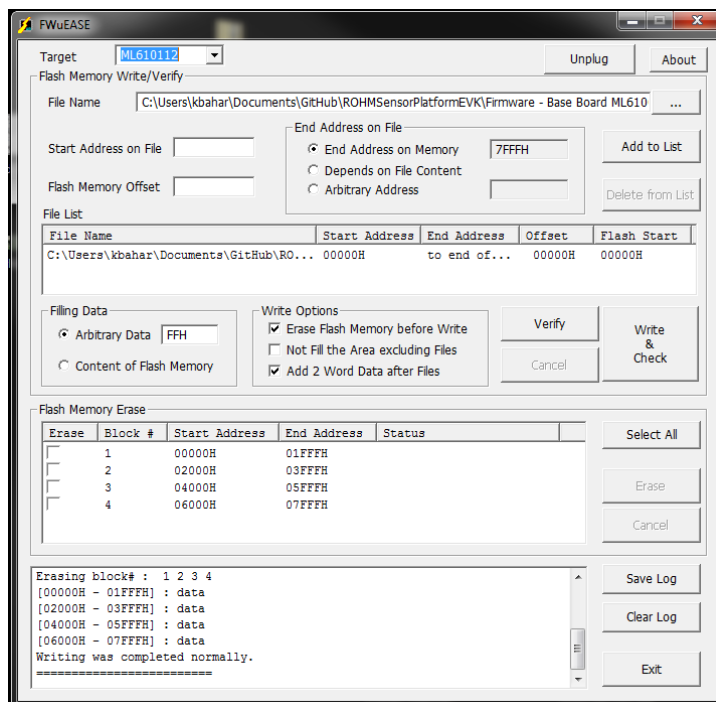 FWuEASE
Target ML610112 Unplug About
Flash Memory Write/Verify
File Name C:\Users\kbahar\Documents\GitHub\ROHMSensorPlatformEVK\Firmware - Base Board ML610 ...
End Address on File
Start Address on File End Address on Memory 7FFFH Add to List
Depends on File Content
Flash Memory Offset Arbitrary Address Delete from List
File List
File Name Start Address End Address Offset Flash Start
C:\Users\kbahar\Documents\GitHub\RO... 00000H to end of... 00000H 00000H
Filling Data Write Options
Arbitrary Data FFH Erase Flash Memory before Write Verify Write
Not Fill the Area excluding Files &
Content of Flash Memory Add 2 Word Data after Files Cancel Check
Flash Memory Erase
Erase Block # Start Address End Address Status Select All
1 00000H 01FFFH
2 02000H 03FFFH
3 04000H 05FFFH Erase
4 06000H 07FFFH
Cancel
Erasing block# : 1 2 3 4 Save Log
[00000H - 01FFFH] : data
[02000H - 03FFFH] : data
[04000H - 05FFFH] : data Clear Log
[06000H - 07FFFH] : data
Writing was completed normally.
========================= Exit